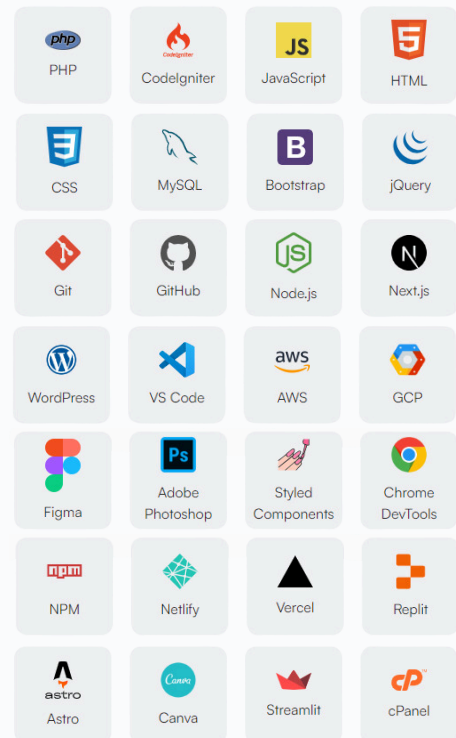 php
PHP
CodeIgniter
CodeIgniter
JS
JavaScript
5
HTML
3
CSS
MySQL
B
Bootstrap
jQuery
Git
GitHub
JS
Node.js
N
Next.js
W
WordPress
VS Code
aws
AWS
GCP
Figma
Ps
Adobe
Photoshop
Styled
Components
Chrome
DevTools
npm
NPM
Netlify
Vercel
Replit
astro
Astro
Canva
Canva
Streamlit
cP
cPanel